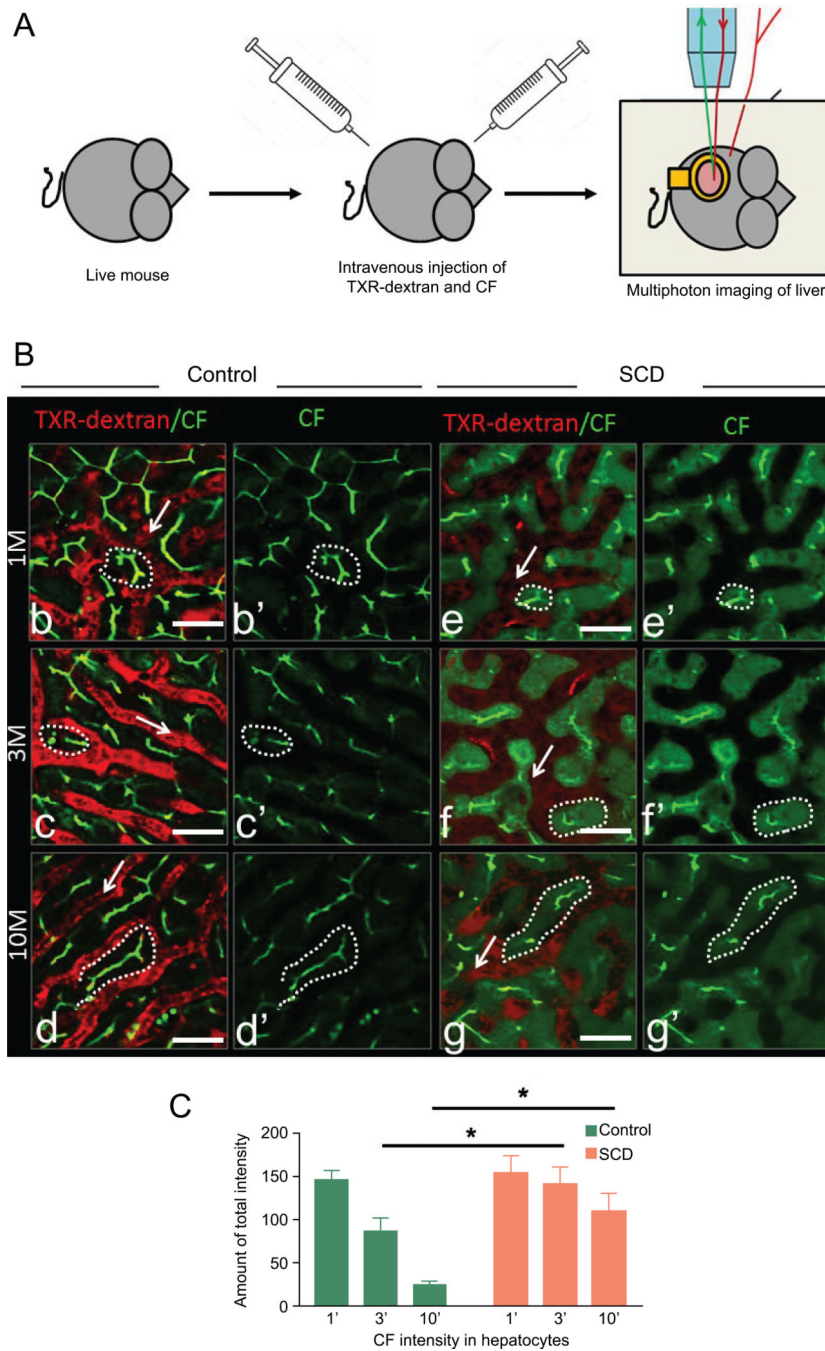 A
Live mouse
Intravenous injection of
TXR-dextran and CF
Multiphoton imaging of liver
B
Control
SCD
TXR-dextran/CF
CF
TXR-dextran/CF
CF
1M
b
b'
e
e'
3M
c
c'
f
f'
10M
d
d'
g
g'
C
*
*
Control
SCD
Amount of total intensity
200
150
100
50
0
1'
3'
10'
1'
3'
10'
CF intensity in hepatocytes